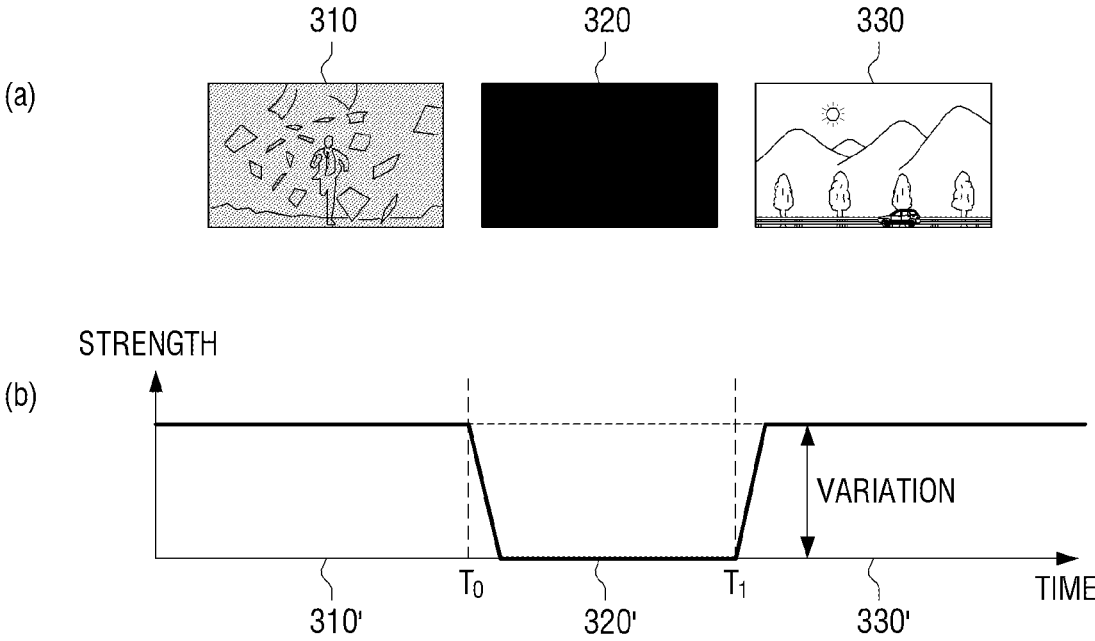 310 320 330
(a)
STRENGTH
(b)
VARIATION
T0 T1 TIME
310' 320' 330'